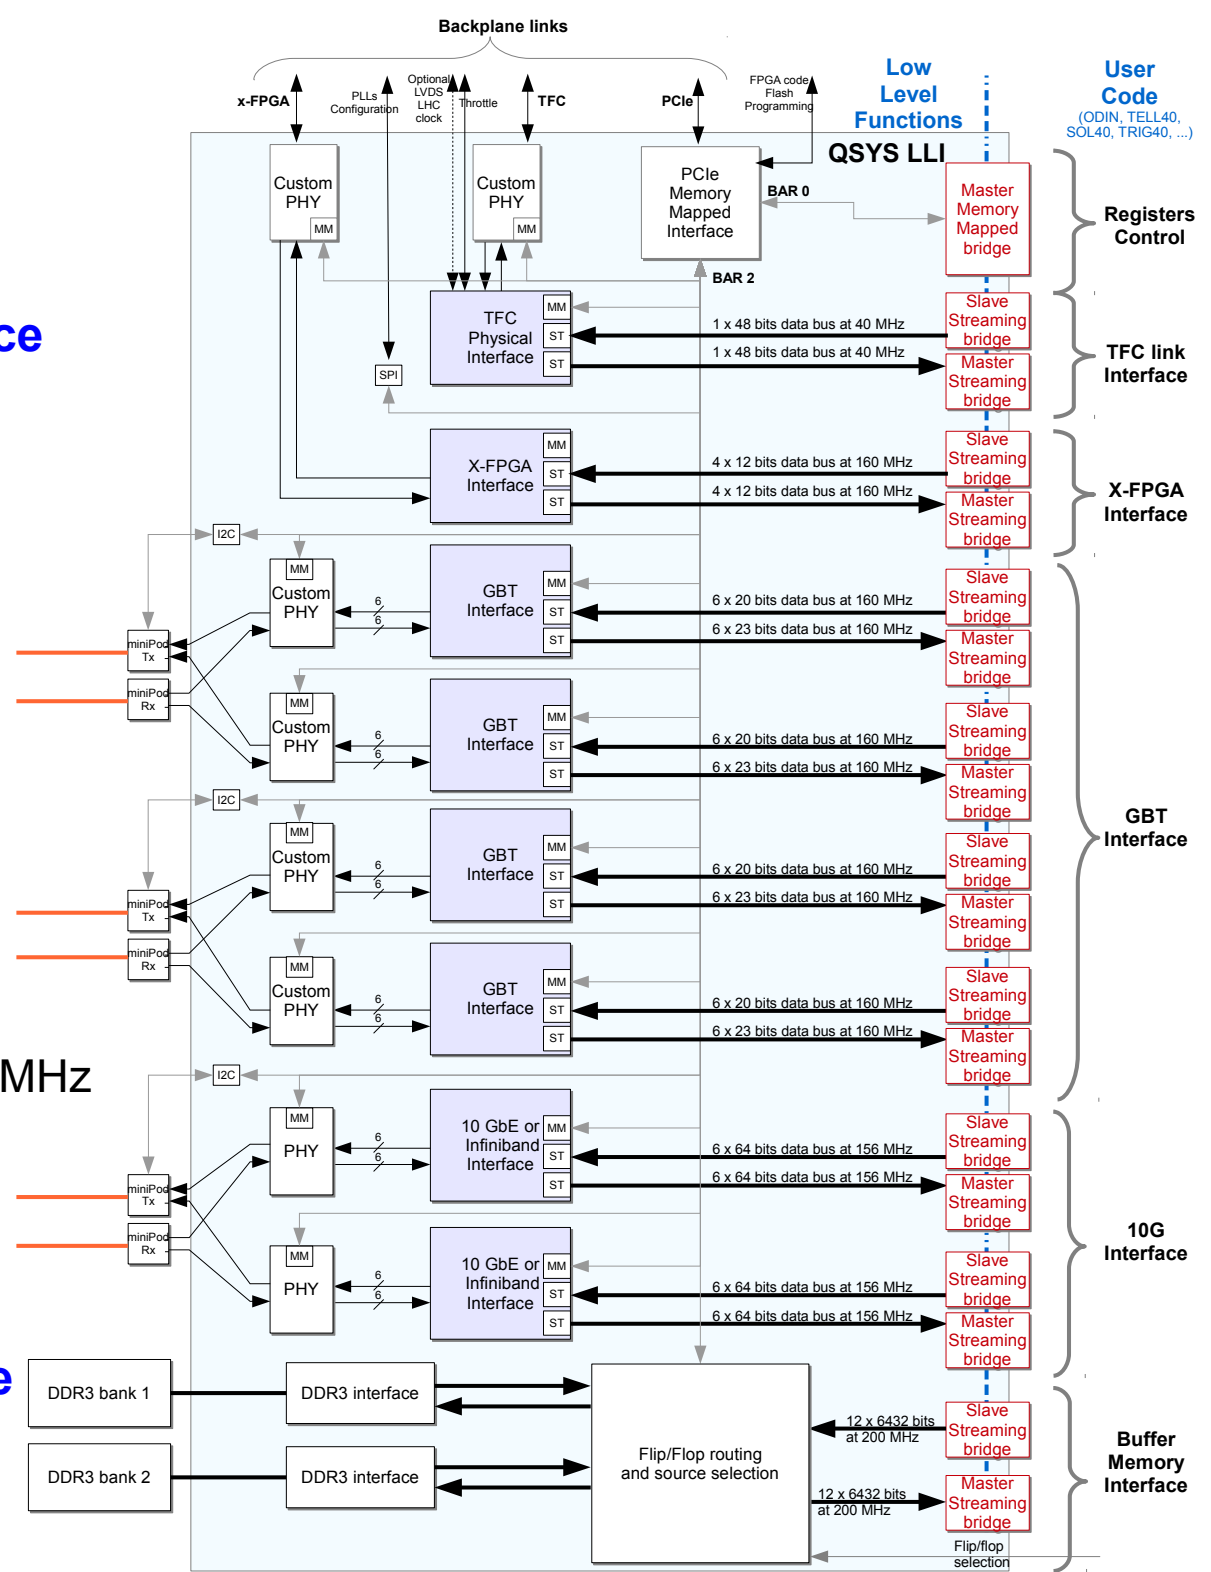 Backplane links
x-FPGA
PLLs
Configuration
Optional
LVDS
LHC
clock
Throttle
TFC
PCIe
FPGA code
Flash
Programming
Low
Level
Functions
User
Code
(ODIN, TELL40,
SOL40, TRIG40, ...)
QSYS LLI
Custom
PHY
MM
Custom
PHY
MM
PCIe
Memory
Mapped
Interface
BAR 0
BAR 2
Master
Memory
Mapped
bridge
Registers
Control
ce
TFC
Physical
Interface
MM
ST
ST
SPI
1 x 48 bits data bus at 40 MHz
1 x 48 bits data bus at 40 MHz
Slave
Streaming
bridge
Master
Streaming
bridge
TFC link
Interface
X-FPGA
Interface
MM
ST
ST
4 x 12 bits data bus at 160 MHz
4 x 12 bits data bus at 160 MHz
Slave
Streaming
bridge
Master
Streaming
bridge
X-FPGA
Interface
I2C
MM
Custom
PHY
6
6
GBT
Interface
MM
ST
ST
6 x 20 bits data bus at 160 MHz
6 x 23 bits data bus at 160 MHz
Slave
Streaming
bridge
Master
Streaming
bridge
miniPod
Tx
miniPod
Rx
MM
Custom
PHY
6
6
GBT
Interface
MM
ST
ST
6 x 20 bits data bus at 160 MHz
6 x 23 bits data bus at 160 MHz
Slave
Streaming
bridge
Master
Streaming
bridge
GBT
Interface
I2C
MM
Custom
PHY
6
6
GBT
Interface
MM
ST
ST
6 x 20 bits data bus at 160 MHz
6 x 23 bits data bus at 160 MHz
Slave
Streaming
bridge
Master
Streaming
bridge
miniPod
Tx
miniPod
Rx
MM
Custom
PHY
6
6
GBT
Interface
MM
ST
ST
6 x 20 bits data bus at 160 MHz
6 x 23 bits data bus at 160 MHz
Slave
Streaming
bridge
Master
Streaming
bridge
MHz
I2C
MM
PHY
6
6
10 GbE or
Infiniband
Interface
MM
ST
ST
6 x 64 bits data bus at 156 MHz
6 x 64 bits data bus at 156 MHz
Slave
Streaming
bridge
Master
Streaming
bridge
miniPod
Tx
miniPod
Rx
10G
Interface
MM
PHY
6
6
10 GbE or
Infiniband
Interface
MM
ST
ST
6 x 64 bits data bus at 156 MHz
6 x 64 bits data bus at 156 MHz
Slave
Streaming
bridge
Master
Streaming
bridge
e
DDR3 bank 1
DDR3 interface
DDR3 bank 2
DDR3 interface
Flip/Flop routing
and source selection
12 x 6432 bits
at 200 MHz
12 x 6432 bits
at 200 MHz
Slave
Streaming
bridge
Master
Streaming
bridge
Buffer
Memory
Interface
Flip/flop
selection